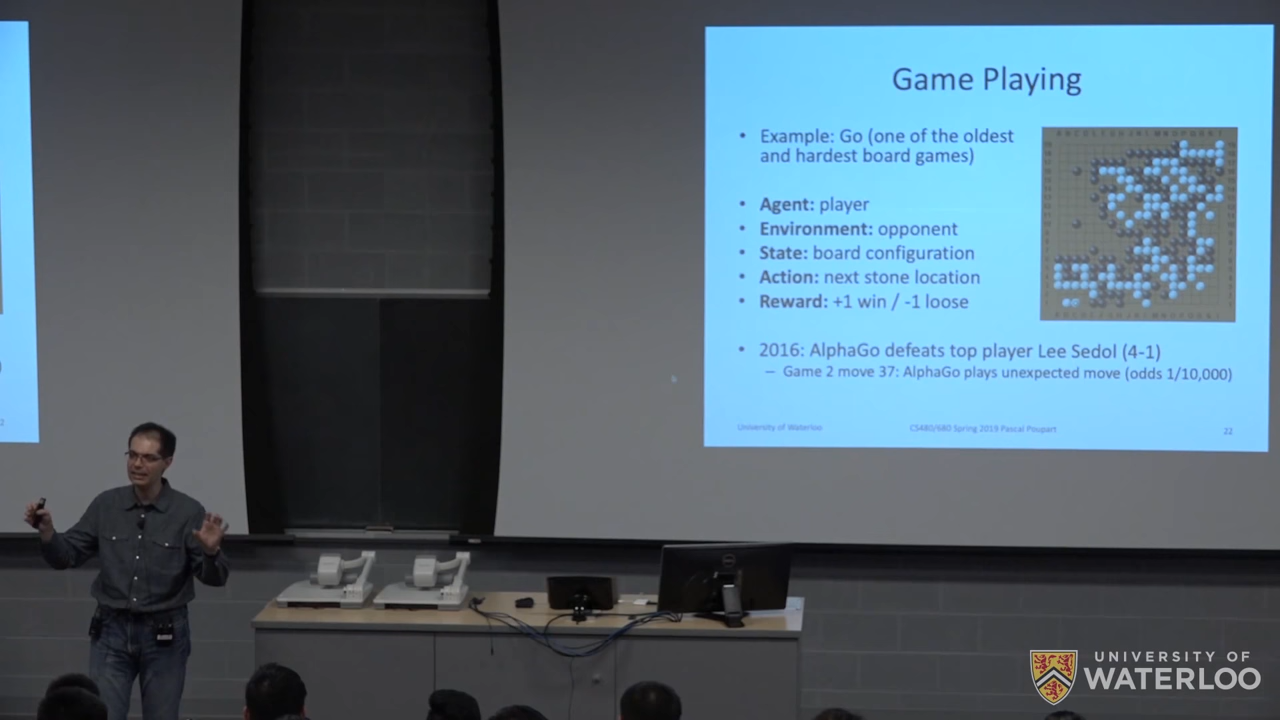 Game Playing
• Example: Go (one of the oldest
and hardest board games)
• Agent: player
• Environment: opponent
• State: board configuration
• Action: next stone location
• Reward: +1 win / -1 loose
• 2016: AlphaGo defeats top player Lee Sedol (4-1)
– Game 2 move 37: AlphaGo plays unexpected move (odds 1/10,000)
University of Waterloo
CS480/680 Spring 2019 Pascal Poupart
22
UNIVERSITY OF
WATERLOO